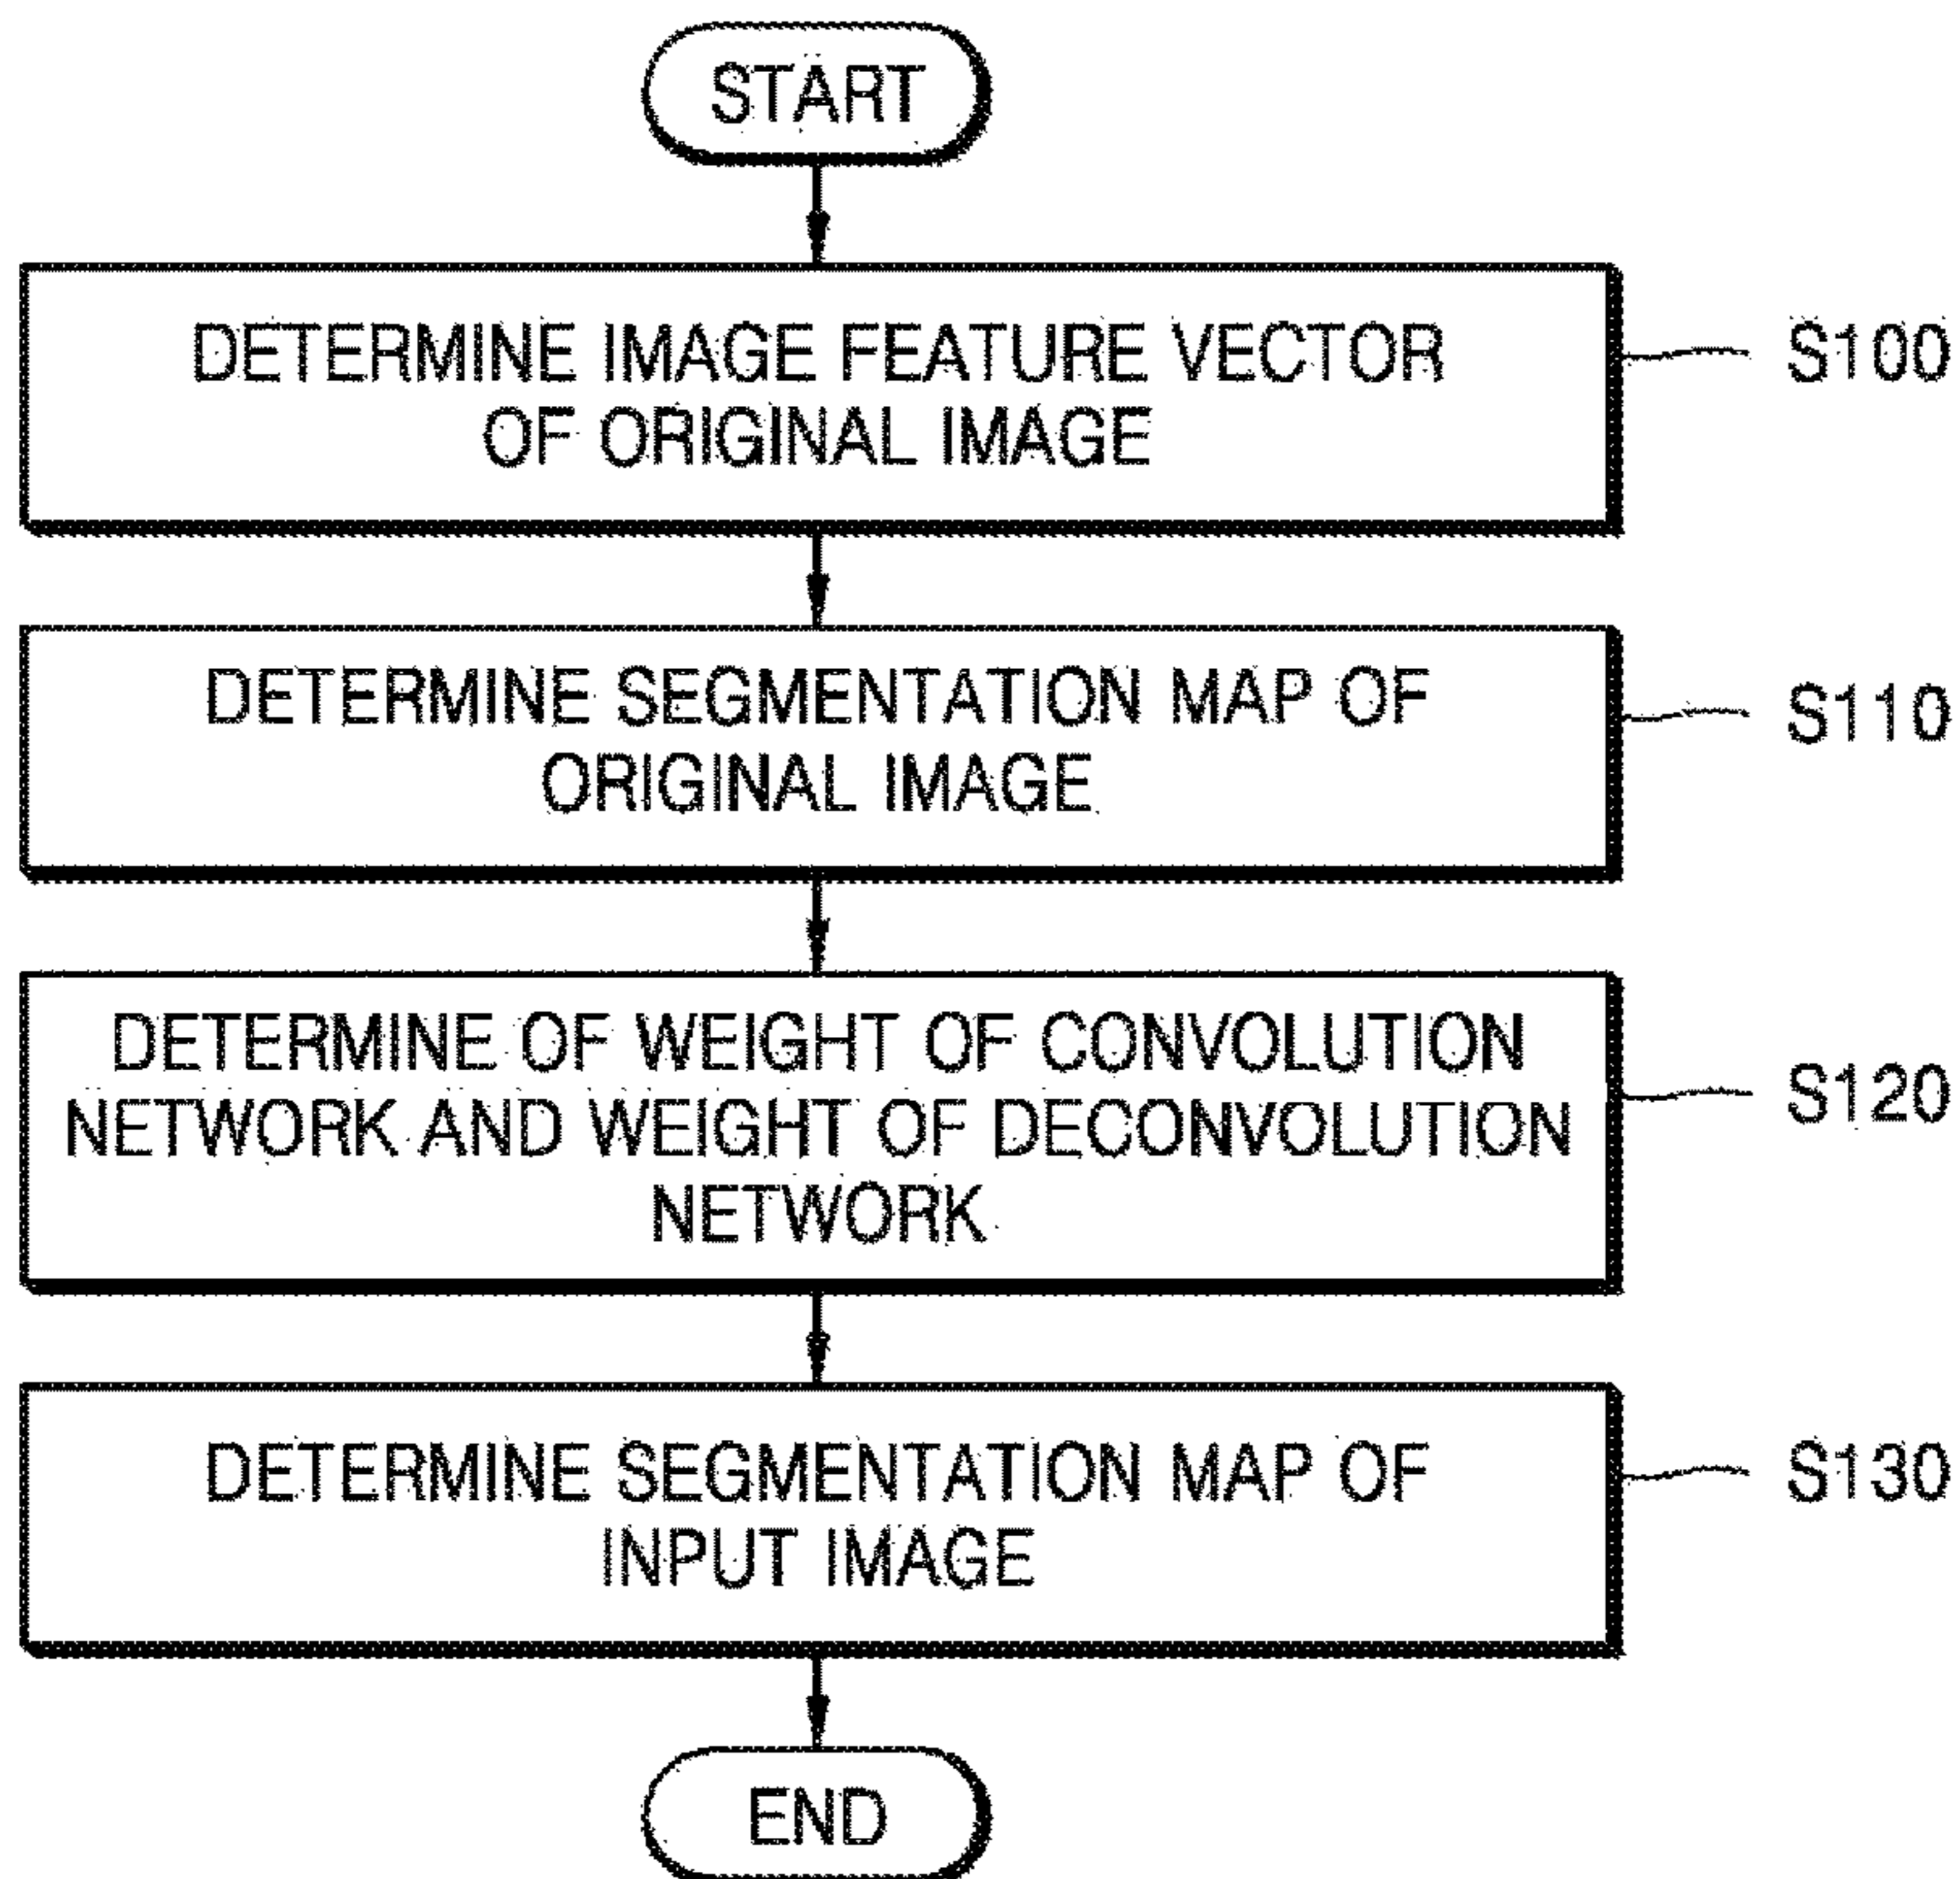 START
DETERMINE IMAGE FEATURE VECTOR
OF ORIGINAL IMAGE
S100
DETERMINE SEGMENTATION MAP OF
ORIGINAL IMAGE
S110
DETERMINE OF WEIGHT OF CONVOLUTION
NETWORK AND WEIGHT OF DECONVOLUTION
NETWORK
S120
DETERMINE SEGMENTATION MAP OF
INPUT IMAGE
S130
END